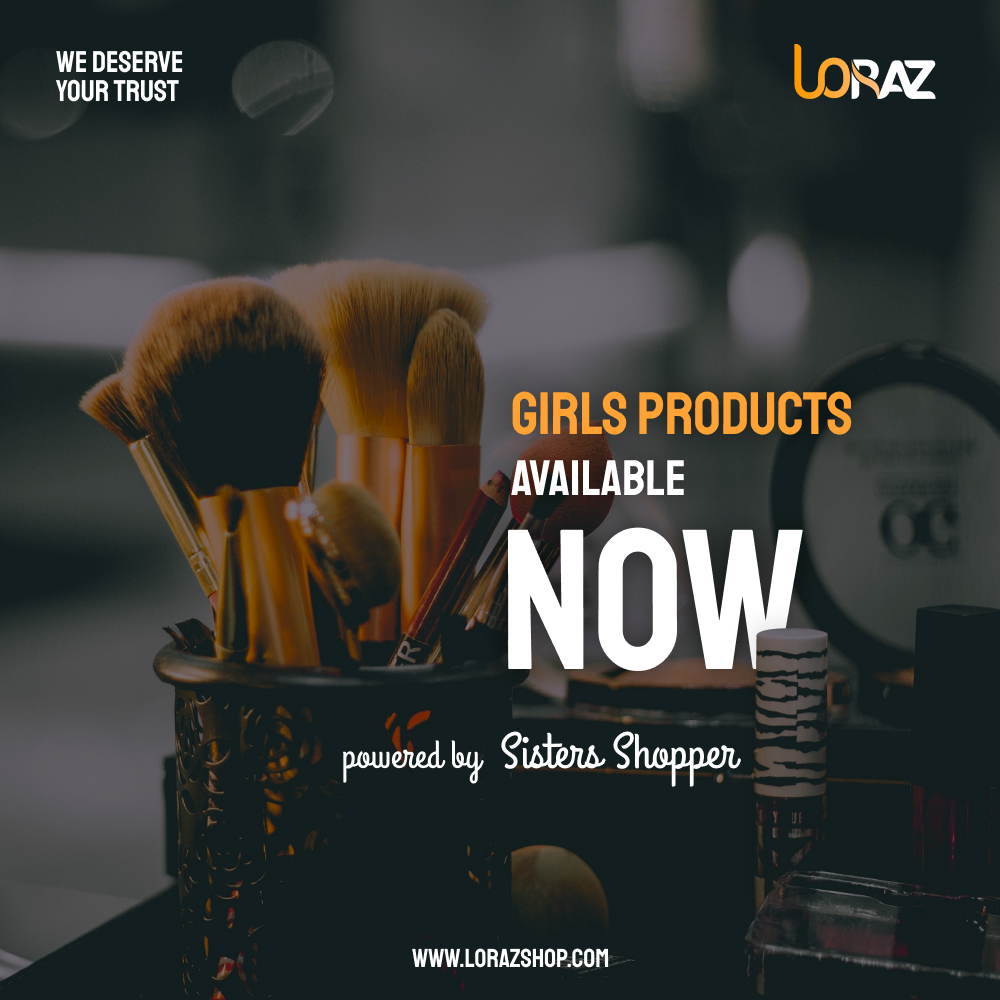 WE DESERVE
YOUR TRUST
LORAZ
GIRLS PRODUCTS
AVAILABLE
NOW
powered by Sisters Shopper
WWW.LORAZSHOP.COM